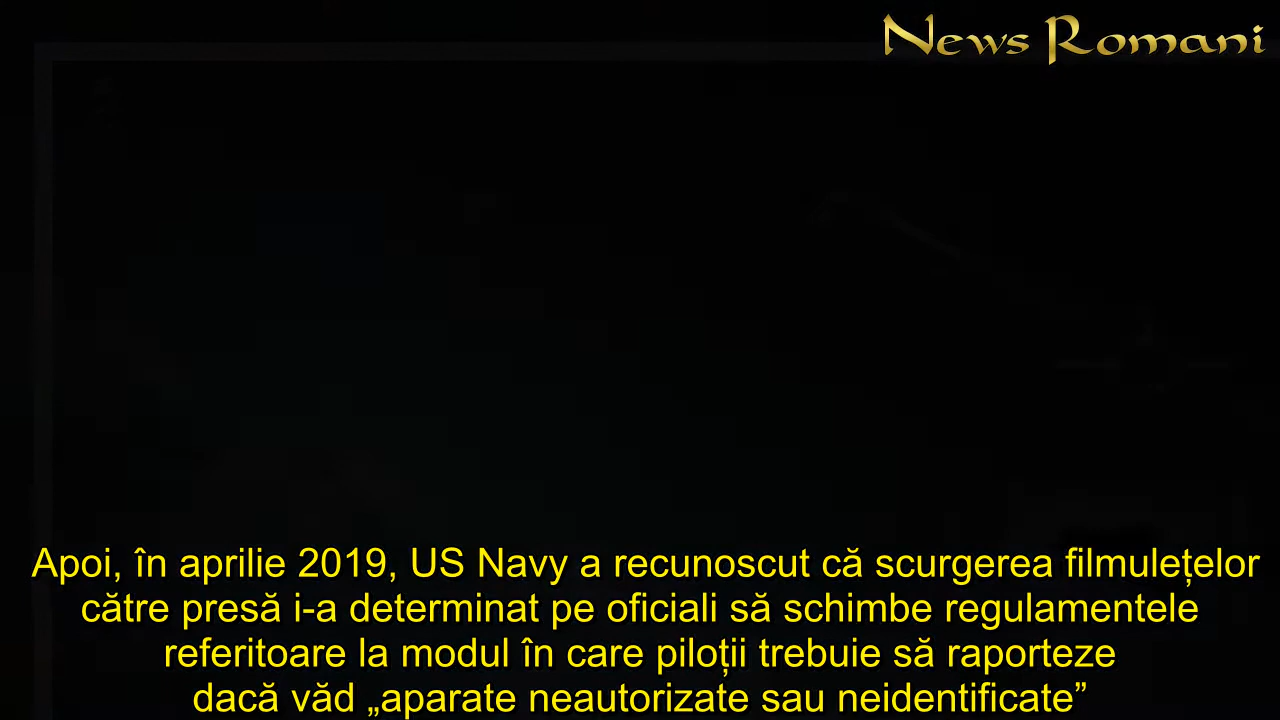 News Romani
Apoi, în aprilie 2019, US Navy a recunoscut că scurgerea filmulețelor
către presă i-a determinat pe oficiali să schimbe regulamentele
referitoare la modul în care piloții trebuie să raporteze
dacă văd „aparate neautorizate sau neidentificate”